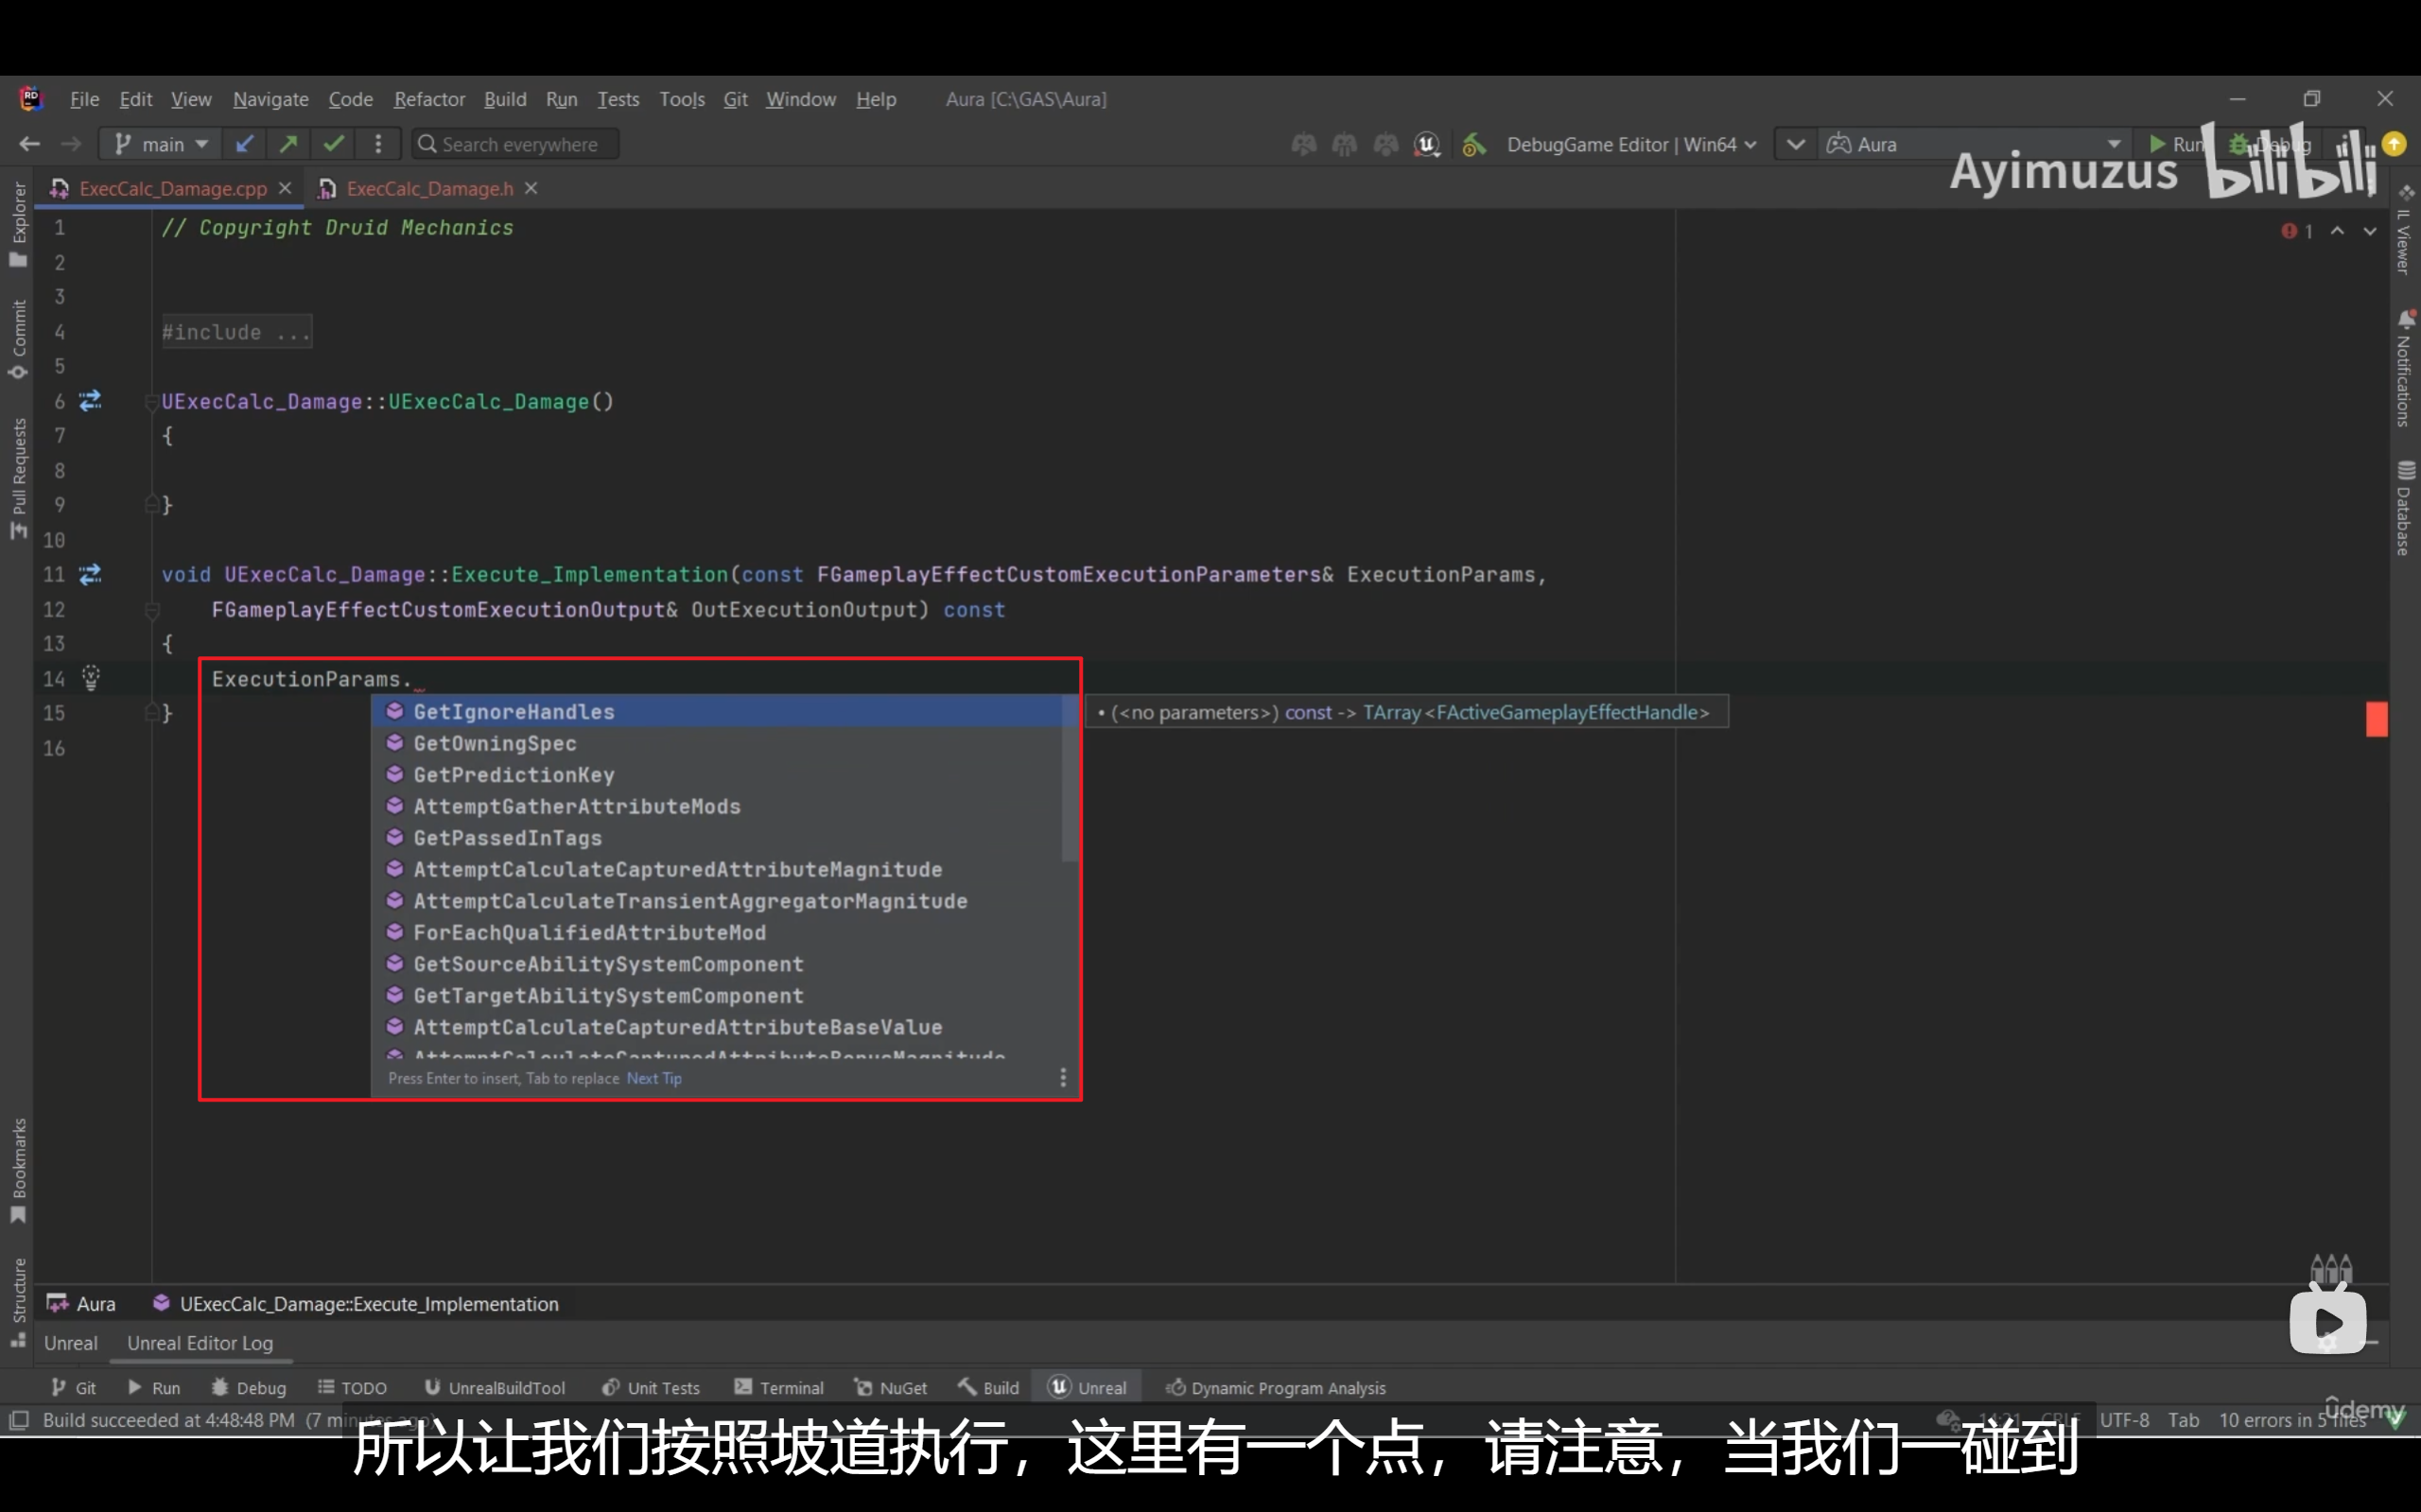 File Edit View Navigate Code Refactor Build Run Tests Tools Git Window Help Aura [C:\GAS\Aura]
main Search everywhere DebugGame Editor | Win64 Aura Run Debug
Ayimuzus bilibili
ExecCalc_Damage.cpp ExecCalc_Damage.h
Explorer
Commit
Pull Requests
Bookmarks
Structure
IL Viewer
Notifications
Database
1
1 // Copyright Druid Mechanics
2
3
4 #include ...
5
6 UExecCalc_Damage::UExecCalc_Damage()
7 {
8
9 }
10
11 void UExecCalc_Damage::Execute_Implementation(const FGameplayEffectCustomExecutionParameters& ExecutionParams,
12 FGameplayEffectCustomExecutionOutput& OutExecutionOutput) const
13 {
14 ExecutionParams.
15 }
16
GetIgnoreHandles
• (<no parameters>) const -> TArray<FActiveGameplayEffectHandle>
GetOwningSpec
GetPredictionKey
AttemptGatherAttributeMods
GetPassedInTags
AttemptCalculateCapturedAttributeMagnitude
AttemptCalculateTransientAggregatorMagnitude
ForEachQualifiedAttributeMod
GetSourceAbilitySystemComponent
GetTargetAbilitySystemComponent
AttemptCalculateCapturedAttributeBaseValue
AttemptCalculateCapturedAttributeBonusMagnitude
Press Enter to insert, Tab to replace Next Tip
Aura UExecCalc_Damage::Execute_Implementation
Unreal Unreal Editor Log
Git Run Debug TODO UnrealBuildTool Unit Tests Terminal NuGet Build Unreal Dynamic Program Analysis
Build succeeded at 4:48:48 PM (7 minutes ago) 14:21 CRLF UTF-8 Tab 10 errors in 5 files
udemy
所以让我们按照坡道执行，这里有一个点，请注意，当我们一碰到